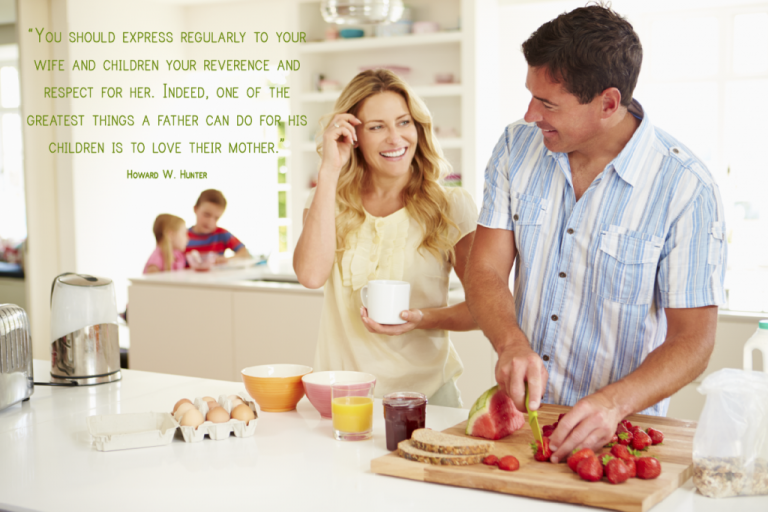 "You should express regularly to your
wife and children your reverence and
respect for her. Indeed, one of the
greatest things a father can do for his
children is to love their mother."
Howard W. Hunter